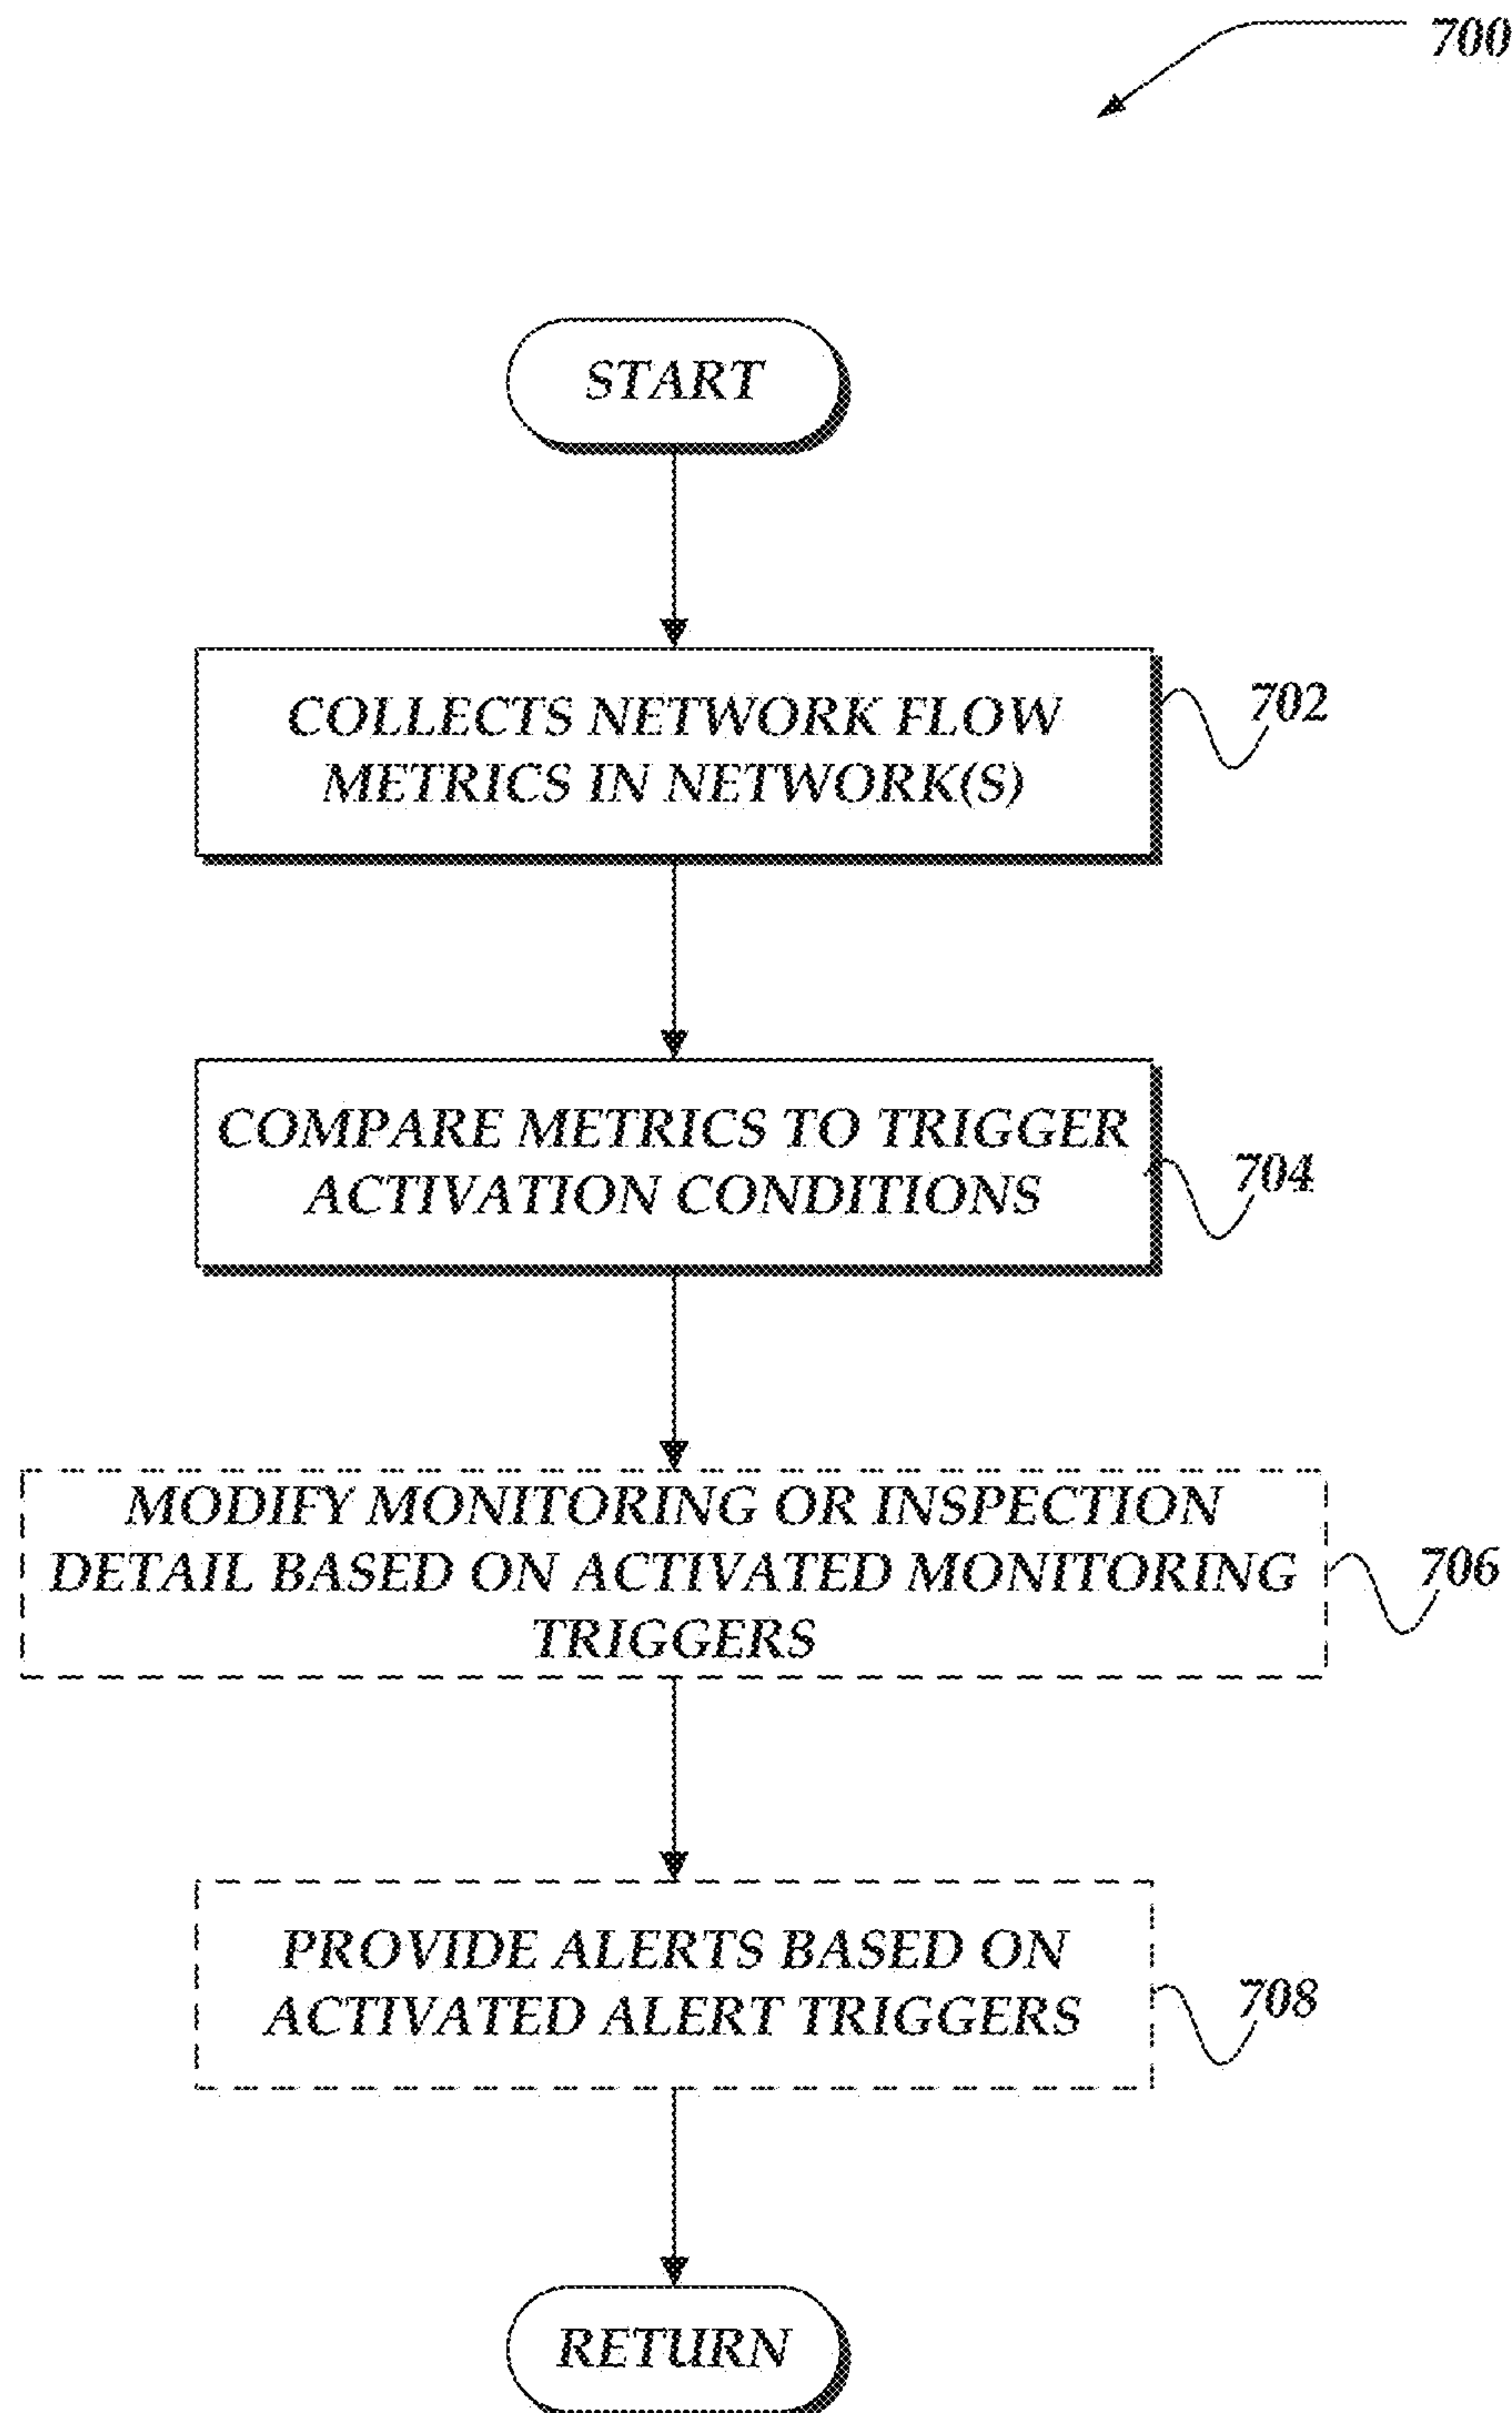 700
START
COLLECTS NETWORK FLOW
METRICS IN NETWORK(S)
702
COMPARE METRICS TO TRIGGER
ACTIVATION CONDITIONS
704
MODIFY MONITORING OR INSPECTION
DETAIL BASED ON ACTIVATED MONITORING
TRIGGERS
706
PROVIDE ALERTS BASED ON
ACTIVATED ALERT TRIGGERS
708
RETURN